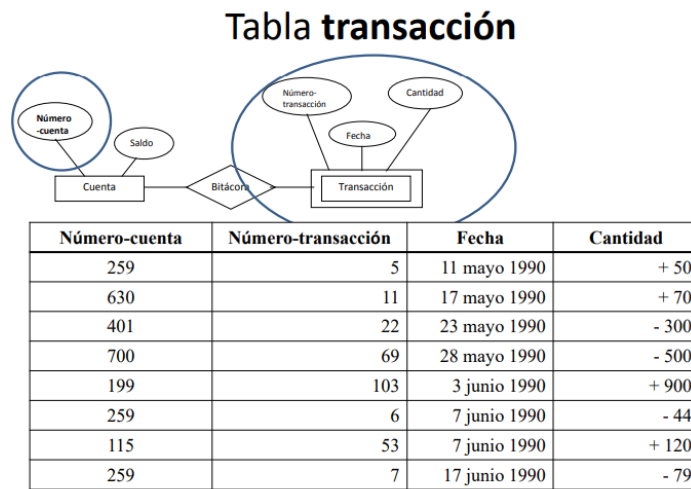 Tabla transacción
Número-
transacción
Cantidad
Número
-cuenta
Fecha
Saldo
Cuenta
Bitácora
Transacción
Número-cuenta Número-transacción Fecha Cantidad
259 5 11 mayo 1990 + 50
630 11 17 mayo 1990 + 70
401 22 23 mayo 1990 - 300
700 69 28 mayo 1990 - 500
199 103 3 junio 1990 + 900
259 6 7 junio 1990 - 44
115 53 7 junio 1990 + 120
259 7 17 junio 1990 - 79